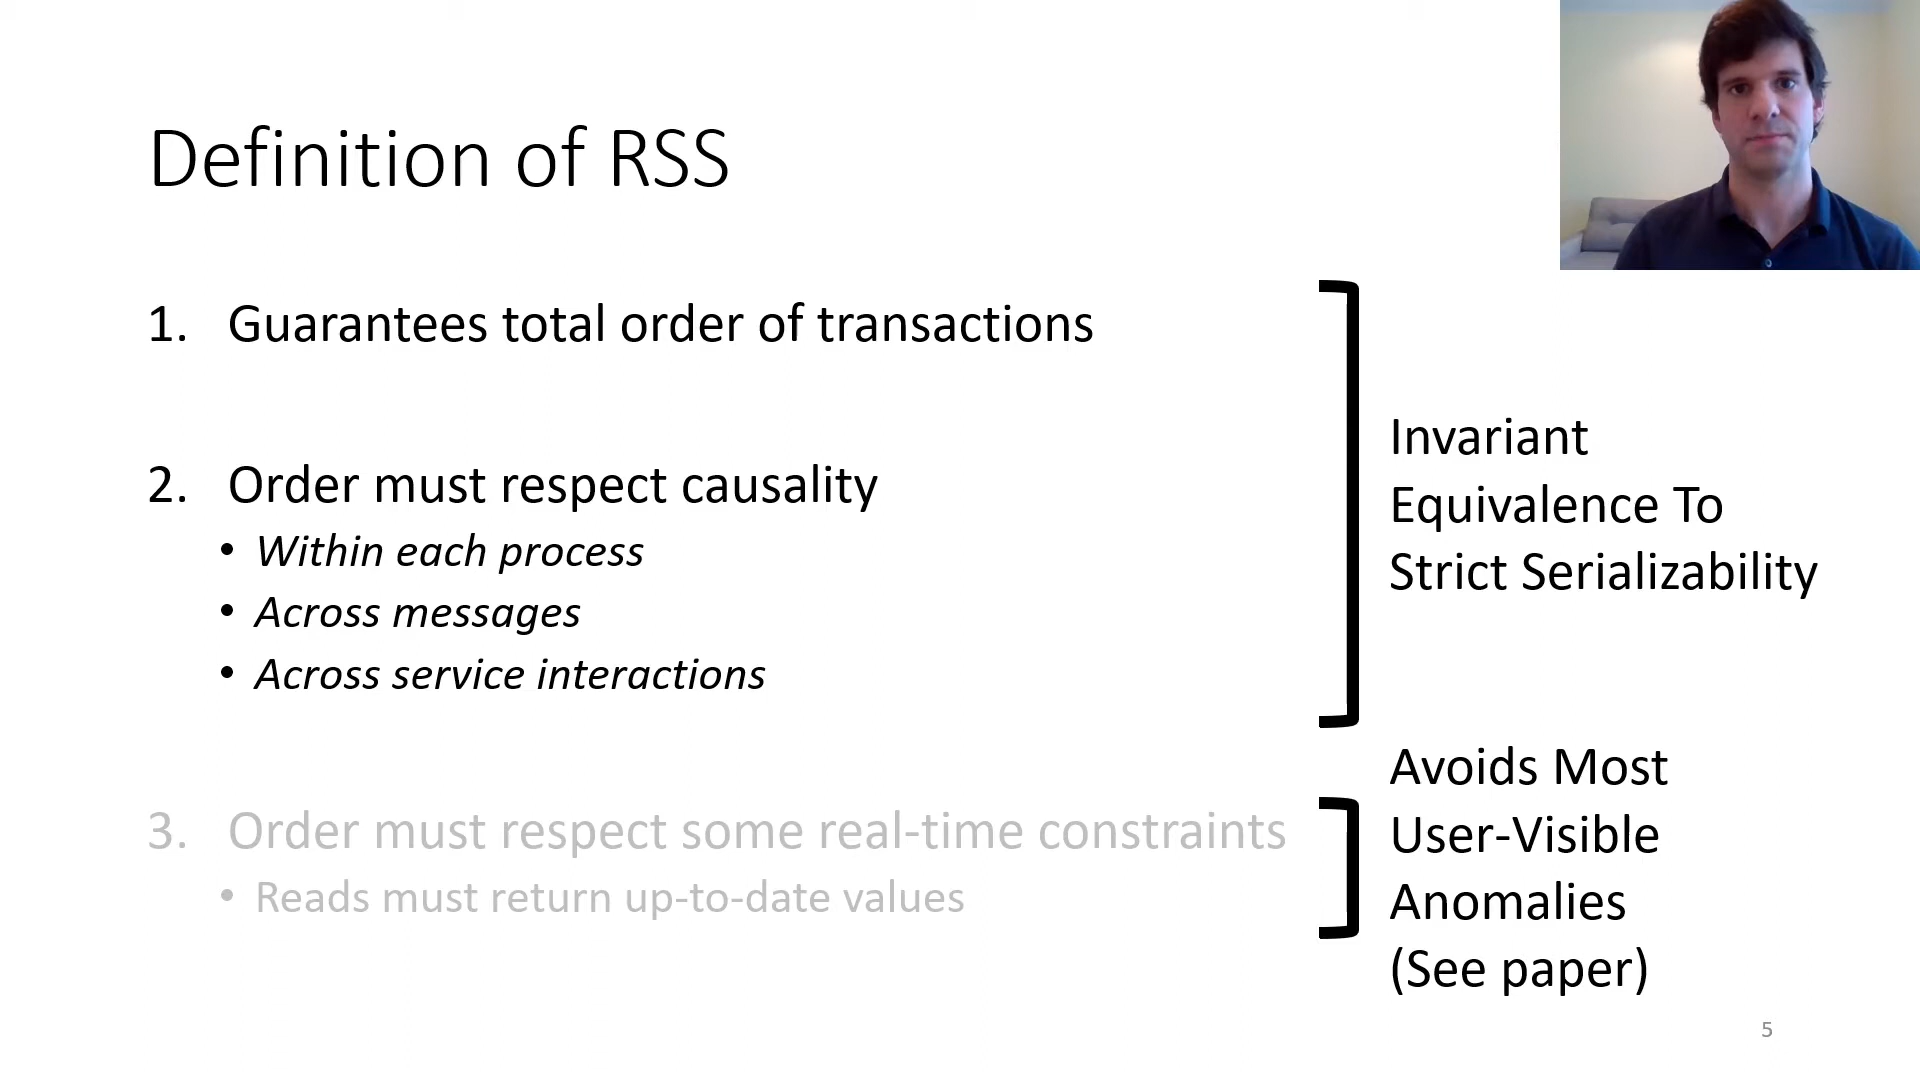 Definition of RSS
1. Guarantees total order of transactions
2. Order must respect causality
• Within each process
• Across messages
• Across service interactions
Invariant
Equivalence To
Strict Serializability
3. Order must respect some real-time constraints
• Reads must return up-to-date values
Avoids Most
User-Visible
Anomalies
(See paper)
5